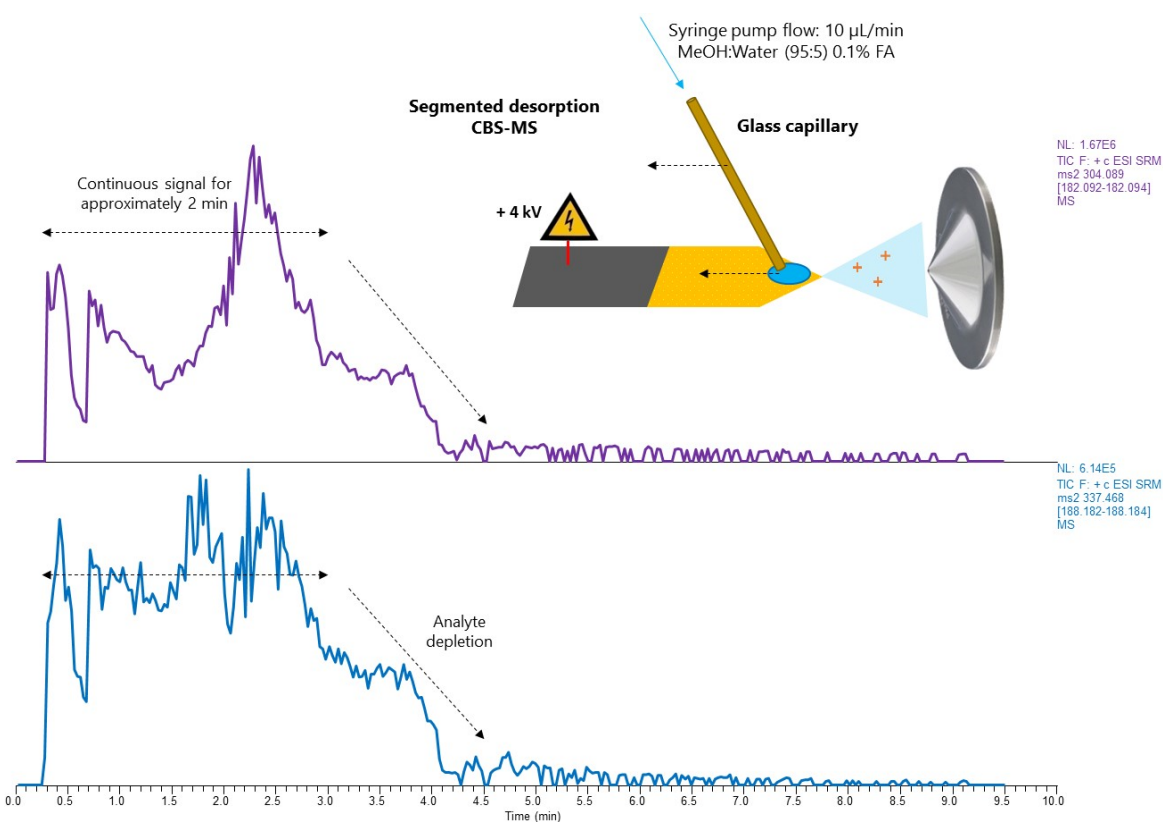 Syringe pump flow: 10 µL/min
MeOH:Water (95:5) 0.1% FA
Segmented desorption
CBS-MS
Glass capillary
NL: 1.67E6
TIC F: + c ESI SRM
ms2 304.089
[182.092-182.094]
MS
Continuous signal for
approximately 2 min
+ 4 kV
+
+
+
NL: 6.14E5
TIC F: + c ESI SRM
ms2 337.468
[188.182-188.184]
MS
Analyte
depletion
0.0 0.5 1.0 1.5 2.0 2.5 3.0 3.5 4.0 4.5 5.0 5.5 6.0 6.5 7.0 7.5 8.0 8.5 9.0 9.5 10.0
Time (min)